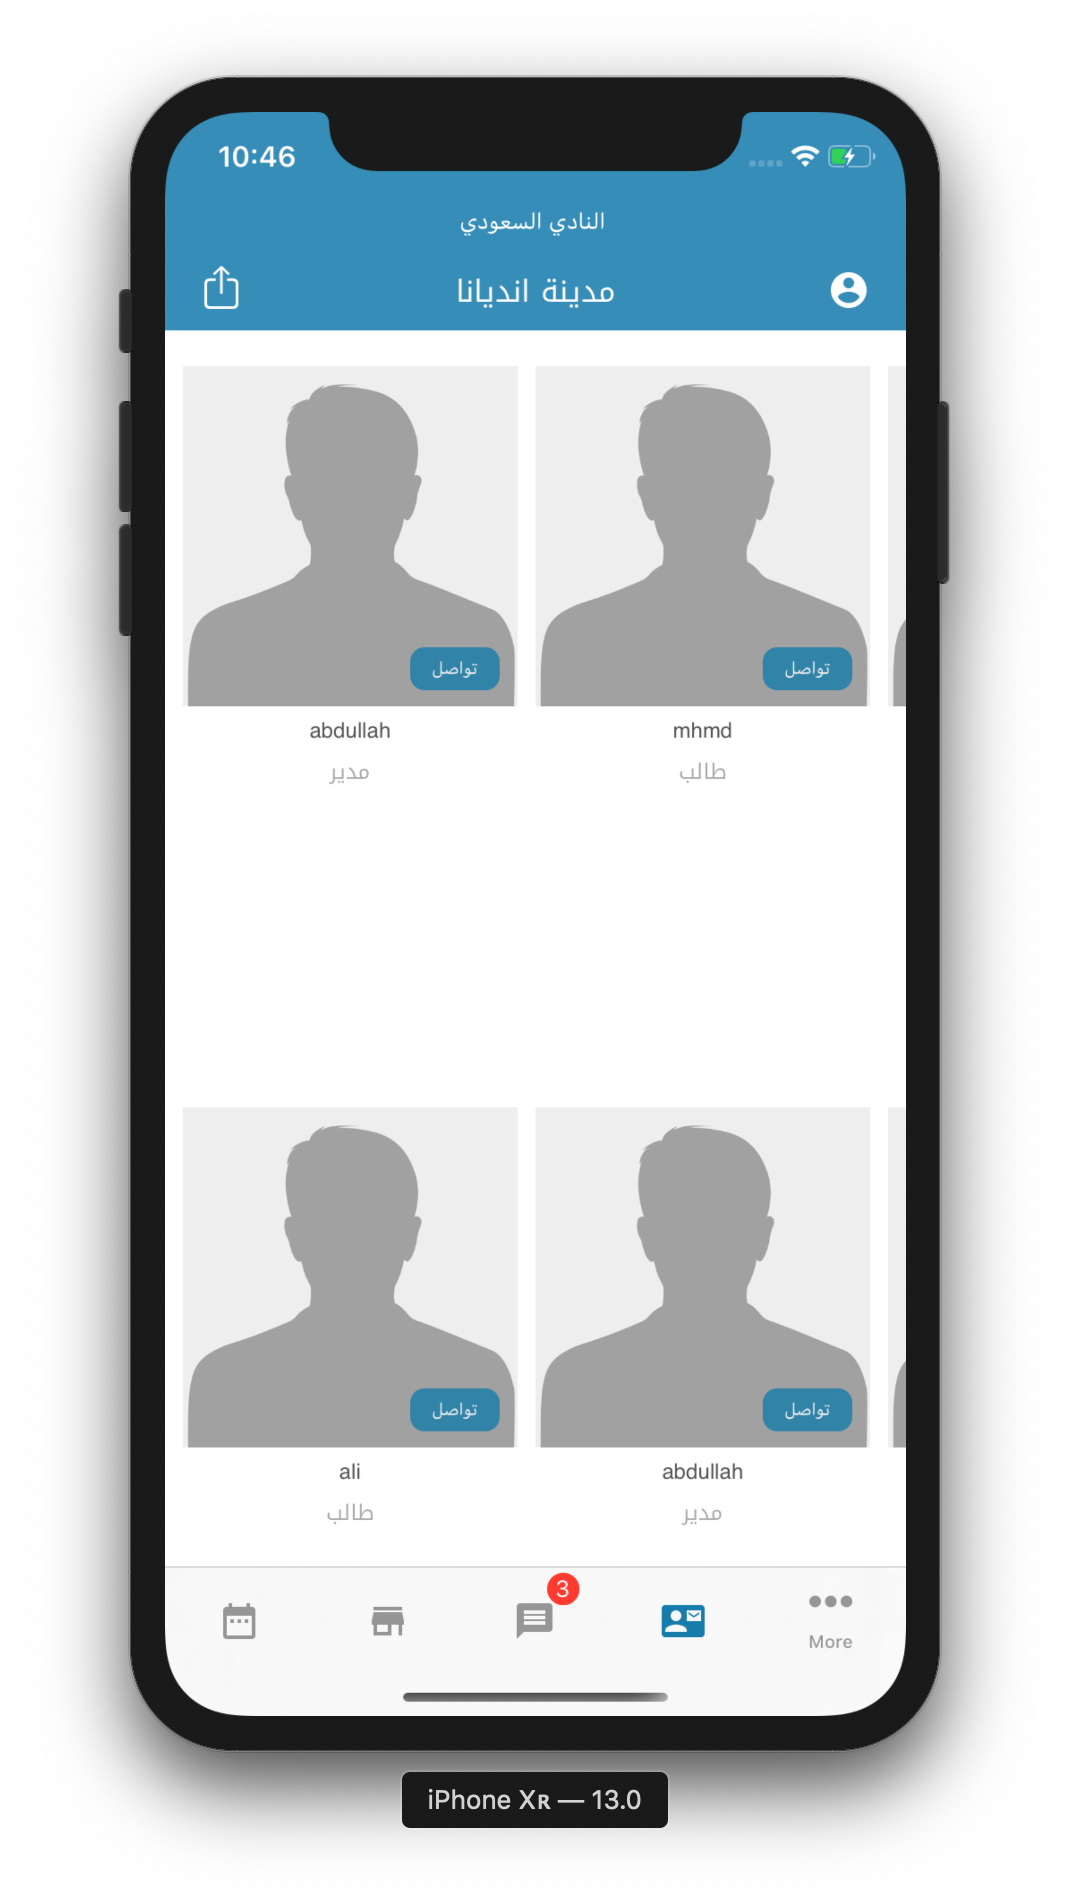 10:46
النادي السعودي
مدينة انديانا
تواصل
تواصل
abdullah
mhmd
مدير
طالب
تواصل
تواصل
ali
abdullah
طالب
مدير
3
More
iPhone XR — 13.0